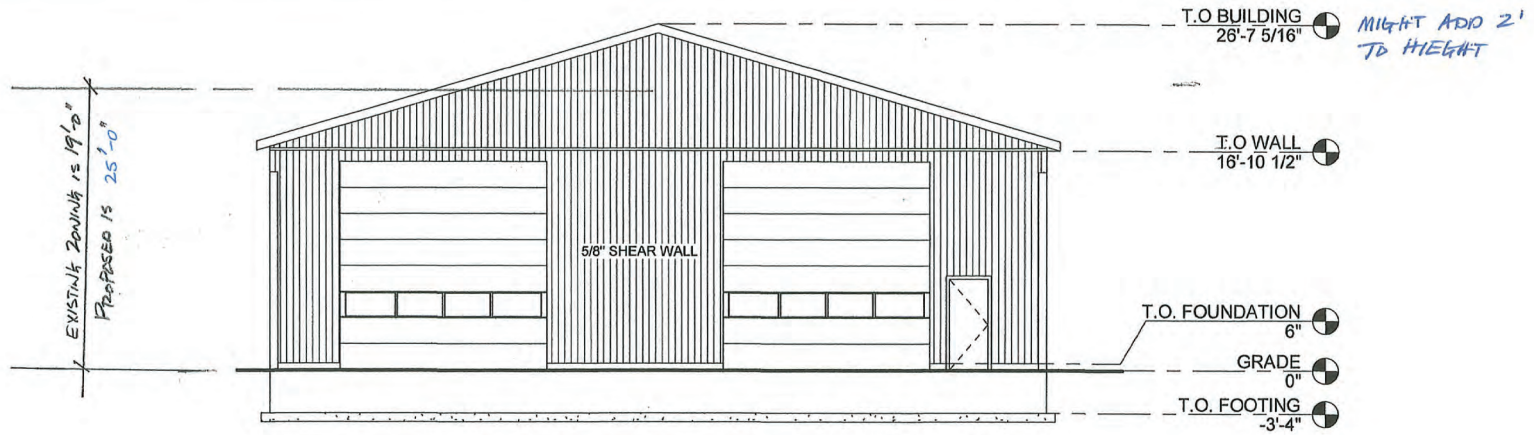 T.O BUILDING
26'-7 5/16"
MIGHT ADD 2'
TO HIEGHT
EXISTING ZONING IS 19'-0"
PROPOSED IS 25'-0"
T.O WALL
16'-10 1/2"
5/8" SHEAR WALL
T.O. FOUNDATION
6"
GRADE
0"
T.O. FOOTING
-3'-4"